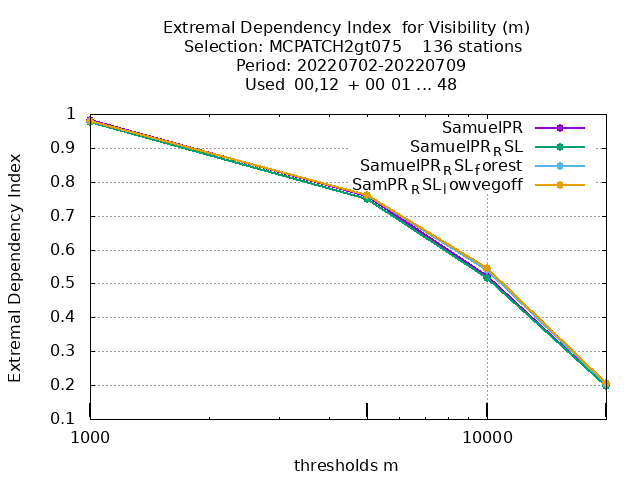 Extremal Dependency Index for Visibility (m)
Selection: MCPATCH2gt075 136 stations
Period: 20220702-20220709
Used 00,12 + 00 01 ... 48
SamuelPR
SamuelPR_RSL
SamuelPR_RSL_forest
SamPR_RSL_lowvegoff
Extremal Dependency Index
1
0.9
0.8
0.7
0.6
0.5
0.4
0.3
0.2
0.1
1000
10000
thresholds m